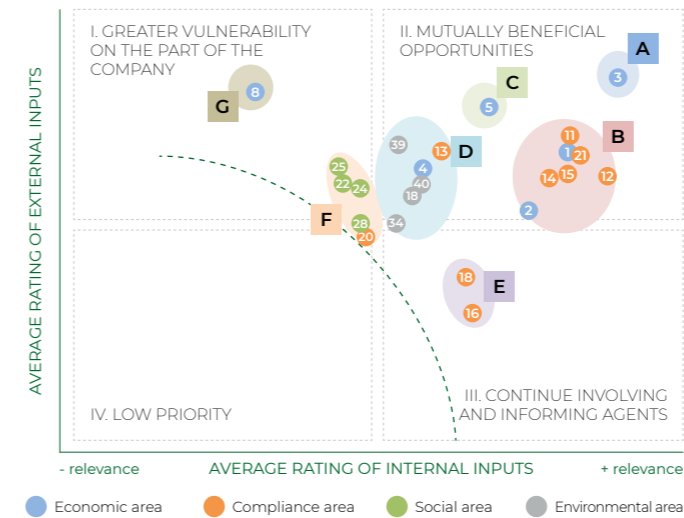 I. GREATER VULNERABILITY
ON THE PART OF THE
COMPANY
II. MUTUALLY BENEFICIAL
OPPORTUNITIES
A
3
8
G
C
5
11
B
1
21
39
13
D
4
40
18
14
15
12
25
22
24
2
F
28
34
20
18
E
16
III. CONTINUE INVOLVING
AND INFORMING AGENTS
IV. LOW PRIORITY
AVERAGE RATING OF EXTERNAL INPUTS
- relevance
AVERAGE RATING OF INTERNAL INPUTS
+ relevance
Economic area
Compliance area
Social area
Environmental area